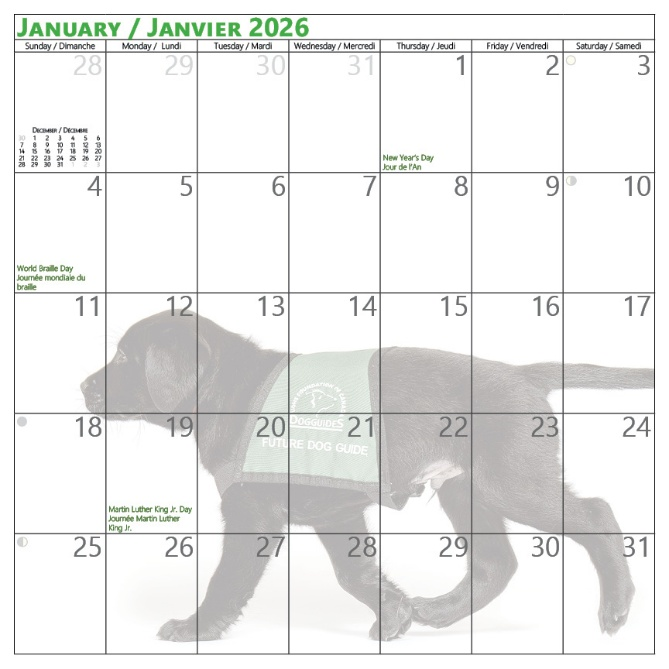 January / Janvier 2026
Sunday / Dimanche Monday / Lundi Tuesday / Mardi Wednesday / Mercredi Thursday / Jeudi Friday / Vendredi Saturday / Samedi
28 29 30 31 1 2 3
December / Décembre
30 1 2 3 4 5 6
7 8 9 10 11 12 13
14 15 16 17 18 19 20
21 22 23 24 25 26 27
28 29 30 31 1 2 3
New Year's Day
Jour de l'An
4 5 6 7 8 9 10
World Braille Day
Journée mondiale du
braille
11 12 13 14 15 16 17
DOGGUIDES
FUTURE DOG GUIDE
18 19 20 21 22 23 24
Martin Luther King Jr. Day
Journée Martin Luther
King Jr.
25 26 27 28 29 30 31